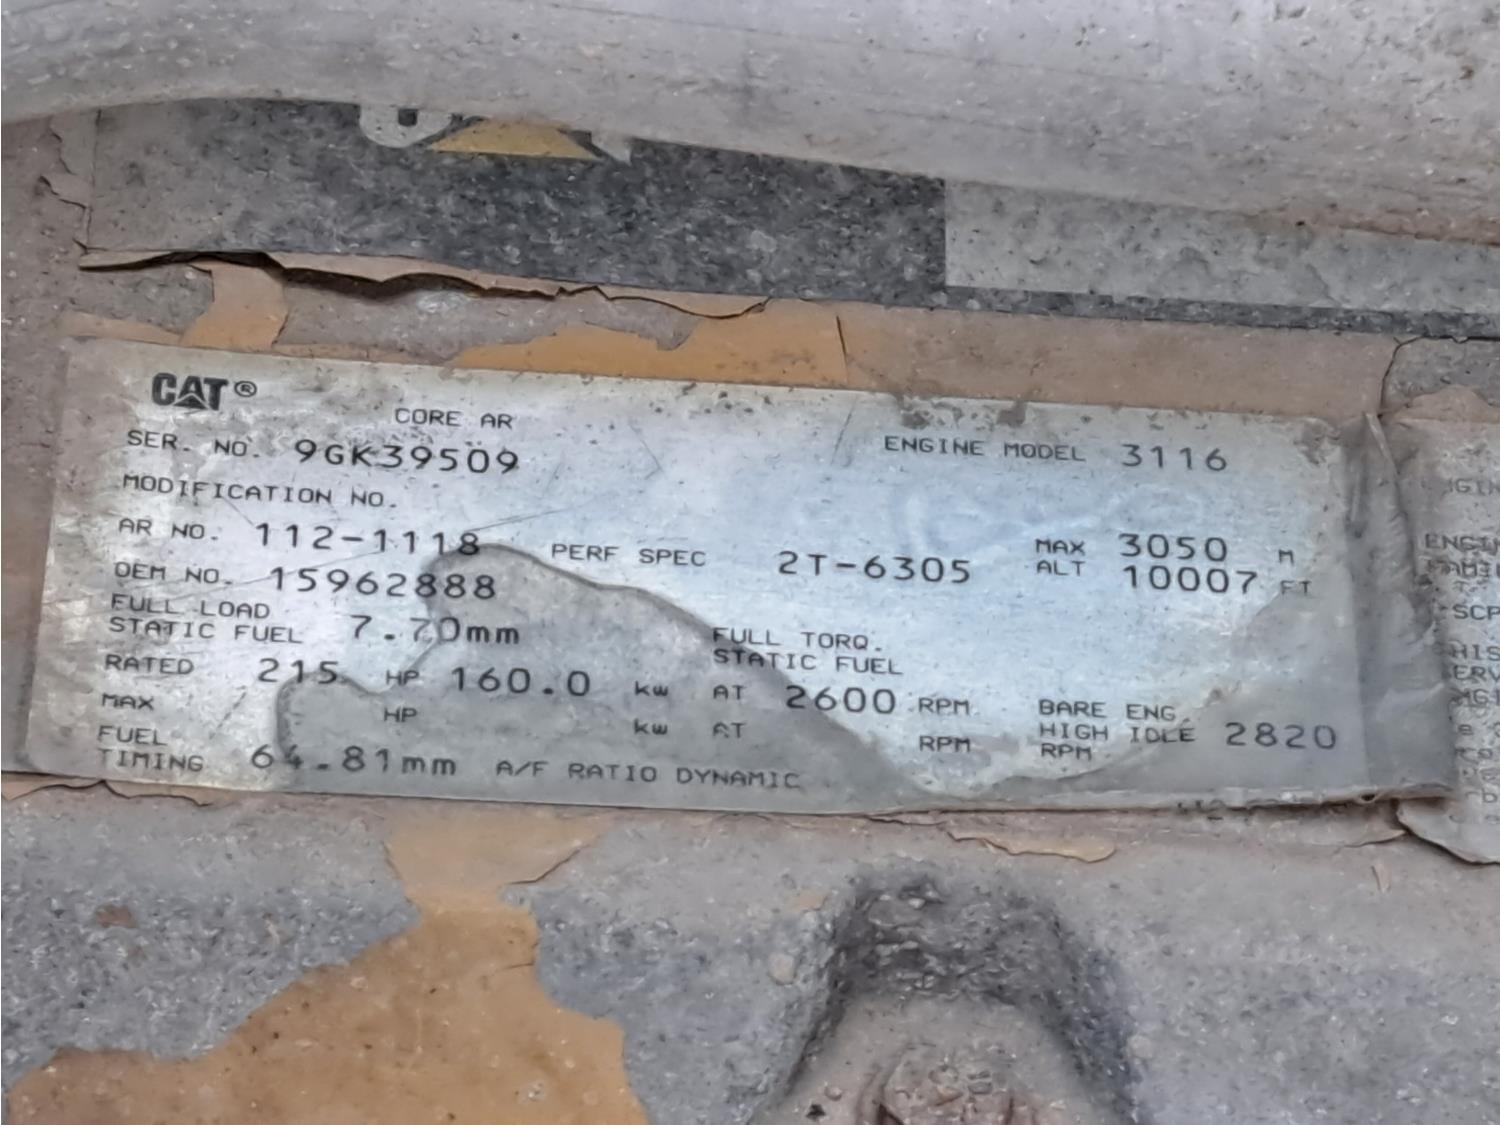 CAT®
CORE AR
SER. NO. 9GK39509 ENGINE MODEL 3116
MODIFICATION NO.
AR NO. 112-1118 PERF SPEC 2T-6305 MAX ALT 3050 M
10007 FT
OEM NO. 15962888
FULL LOAD STATIC FUEL 7.70mm FULL TORQ. STATIC FUEL
RATED 215 HP 160.0 kw AT 2600 RPM BARE ENG HIGH IDLE RPM 2820
MAX HP kw AT RPM
FUEL TIMING 64.81mm A/F RATIO DYNAMIC
SCP